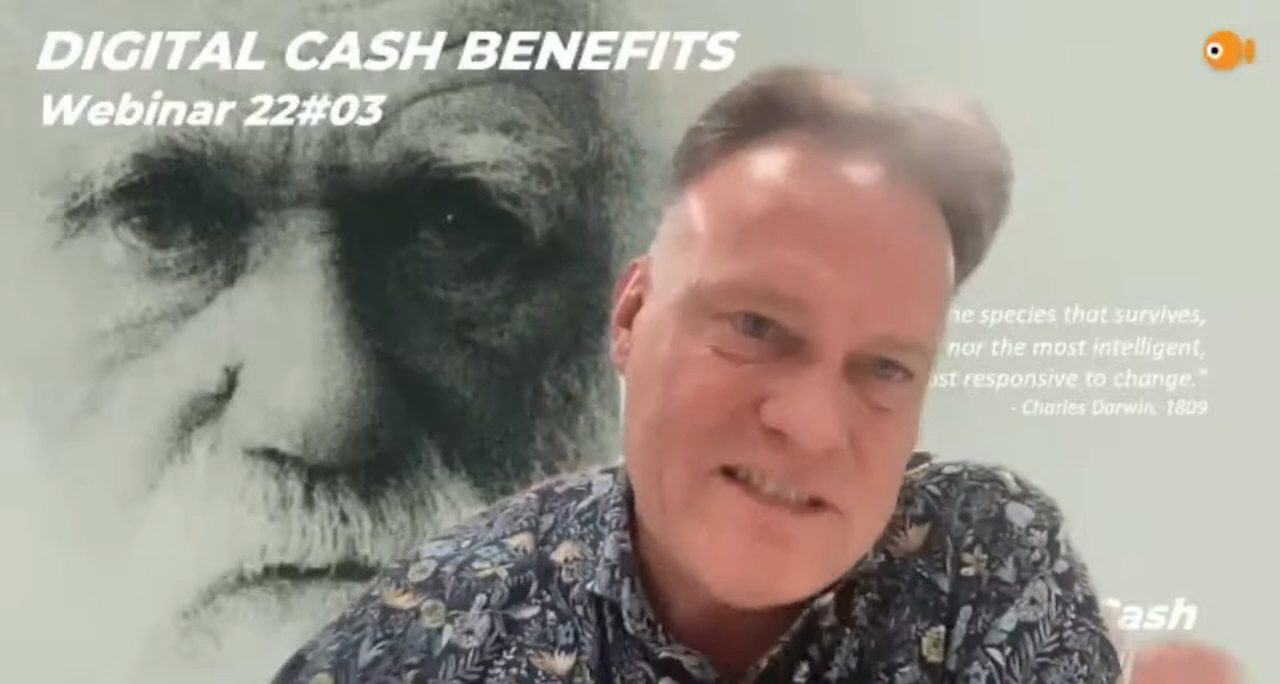 DIGITAL CASH BENEFITS
Webinar 22#03
he species that survives,
nor the most intelligent,
st responsive to change."
- Charles Darwin, 1809
Cash